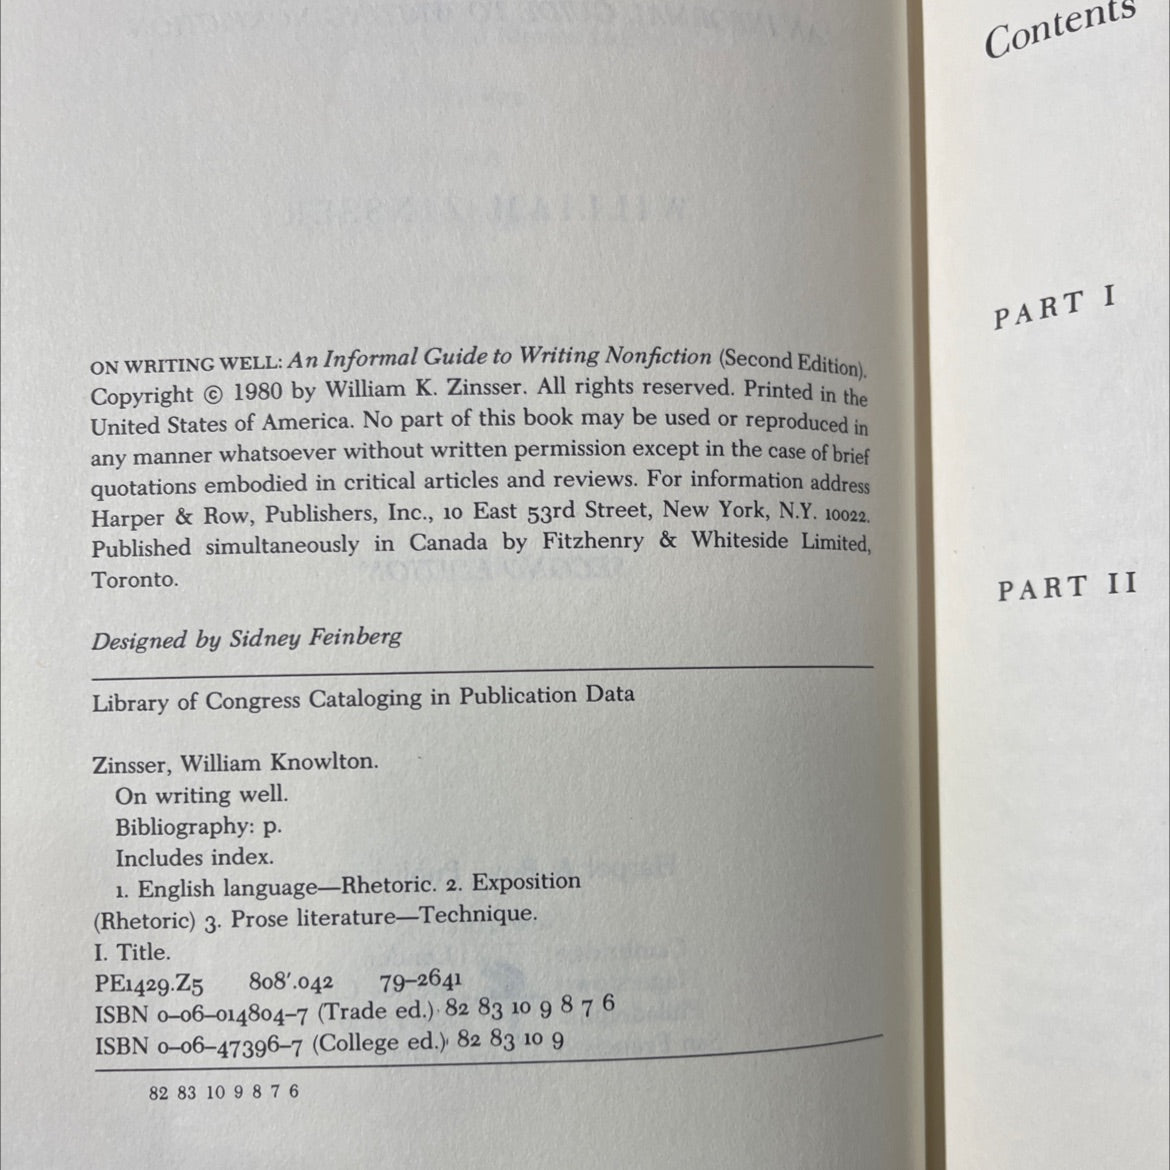 ON WRITING WELL: An Informal Guide to Writing Nonfiction (Second Edition).
Copyright © 1980 by William K. Zinsser. All rights reserved. Printed in the
United States of America. No part of this book may be used or reproduced in
any manner whatsoever without written permission except in the case of brief
quotations embodied in critical articles and reviews. For information address
Harper & Row, Publishers, Inc., 10 East 53rd Street, New York, N.Y. 10022.
Published simultaneously in Canada by Fitzhenry & Whiteside Limited,
Toronto.
Designed by Sidney Feinberg
Library of Congress Cataloging in Publication Data
Zinsser, William Knowlton.
On writing well.
Bibliography: p.
Includes index.
1. English language—Rhetoric. 2. Exposition
(Rhetoric) 3. Prose literature—Technique.
I. Title.
PE1429.Z5 808'.042 79-2641
ISBN 0-06-014804-7 (Trade ed.) 82 83 10 9 8 7 6
ISBN 0-06-47396-7 (College ed.) 82 83 10 9
82 83 10 9 8 7 6
Contents
PART I
PART II